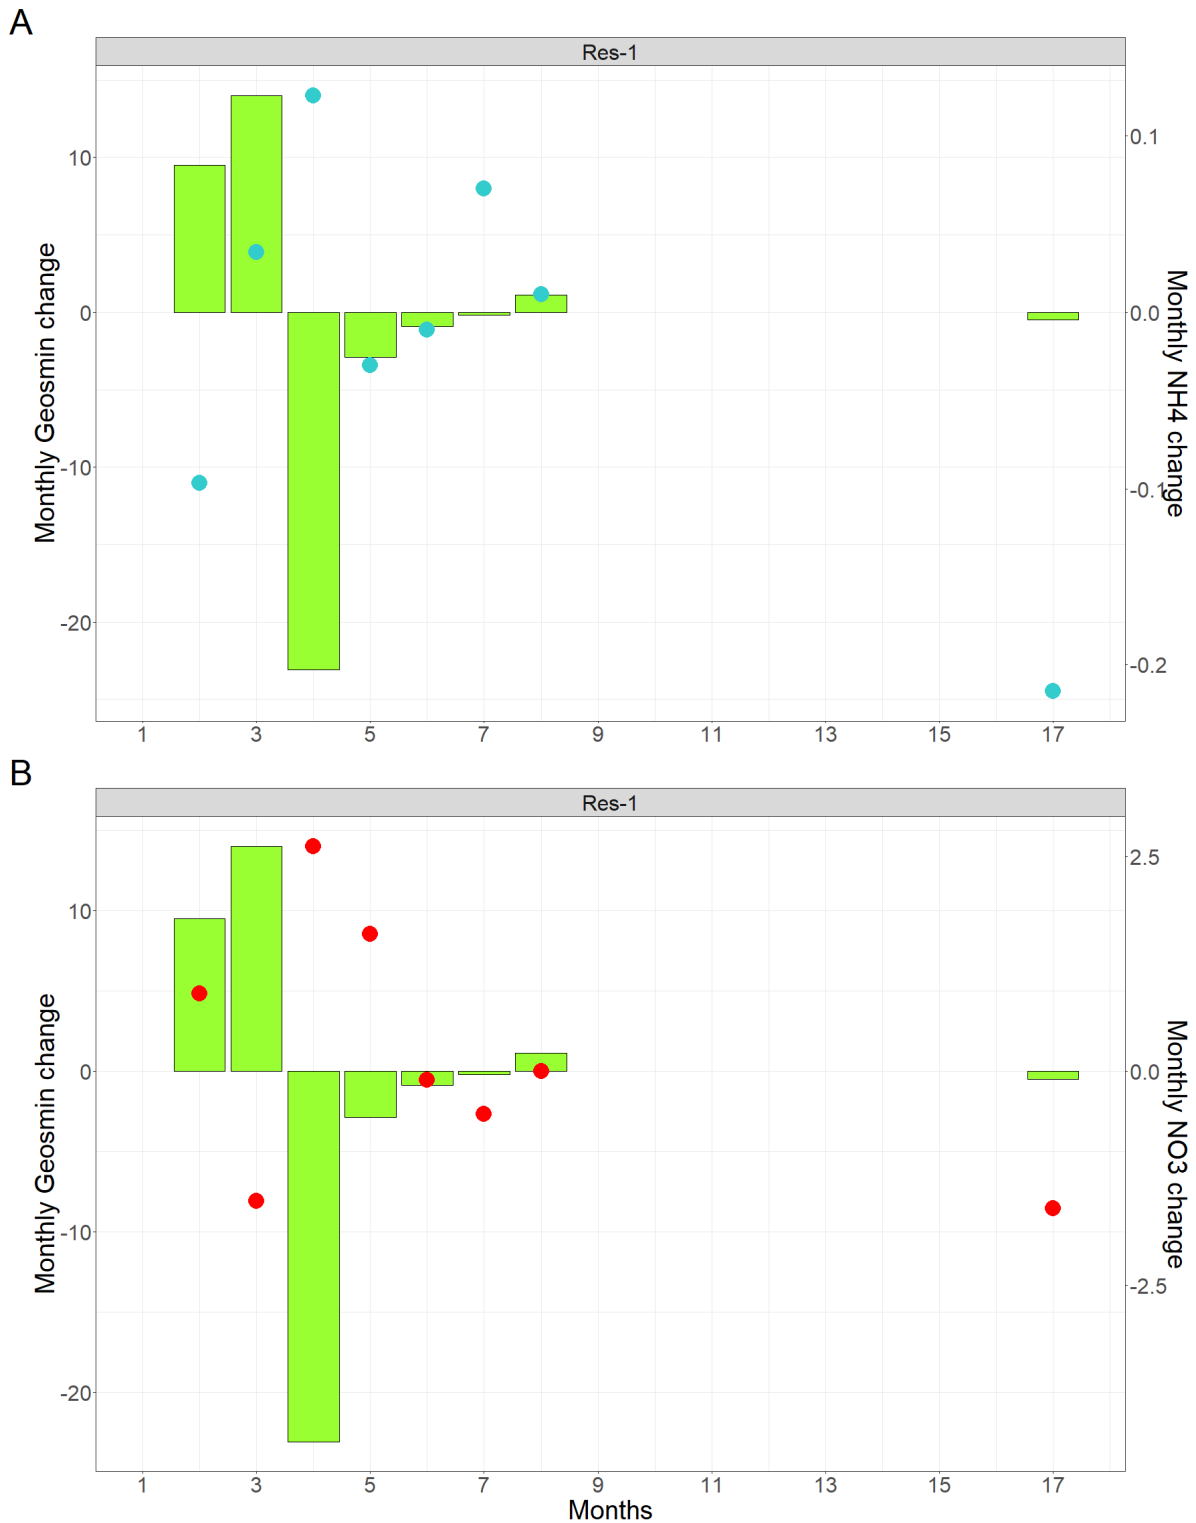 A
Res-1
Monthly Geosmin change
10
0
-10
-20
0.1
0.0
-0.1
-0.2
Monthly NH4 change
1 3 5 7 9 11 13 15 17
B
Res-1
Monthly Geosmin change
10
0
-10
-20
2.5
0.0
-2.5
Monthly NO3 change
1 3 5 7 9 11 13 15 17
Months